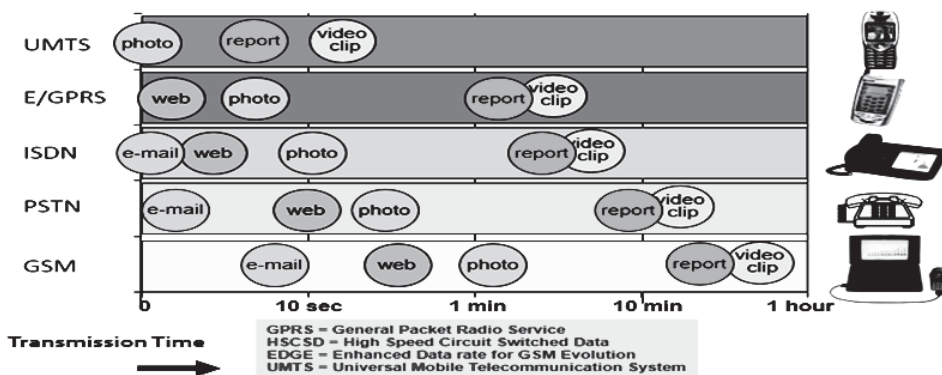 UMTS photo report video clip
E/GPRS web photo report video clip
ISDN e-mail web photo report video clip
PSTN e-mail web photo report video clip
GSM e-mail web photo report video clip
0 10 sec 1 min 10 min 1 hour
Transmission Time
GPRS = General Packet Radio Service
HSCSD = High Speed Circuit Switched Data
EDGE = Enhanced Data rate for GSM Evolution
UMTS = Universal Mobile Telecommunication System